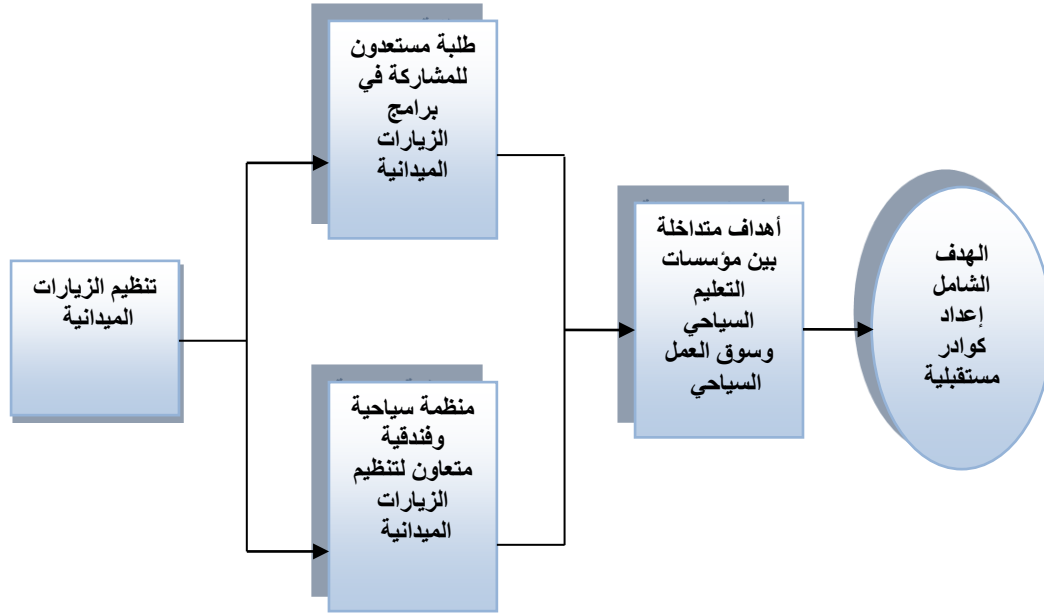 تنظيم الزيارات
الميدانية
طلبة مستعدون
للمشاركة في
برامج
الزيارات
الميدانية
منظمة سياحية
وفندقية
متعاون لتنظيم
الزيارات
الميدانية
أهداف متداخلة
بين مؤسسات
التعليم
السياحي
وسوق العمل
السياحي
الهدف
الشامل
إعداد
كوادر
مستقبلية